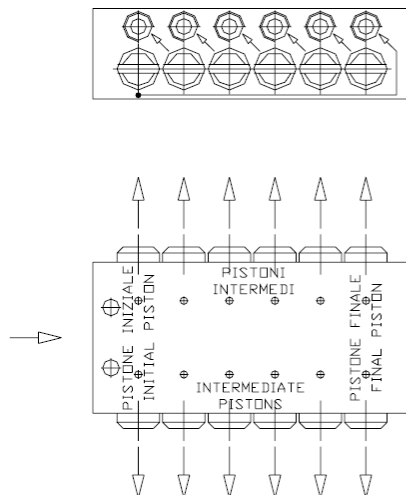 PISTONE INIZIALE
INITIAL PISTON
PISTONI
INTERMEDI
INTERMEDIATE
PISTONS
PISTONE FINALE
FINAL PISTON